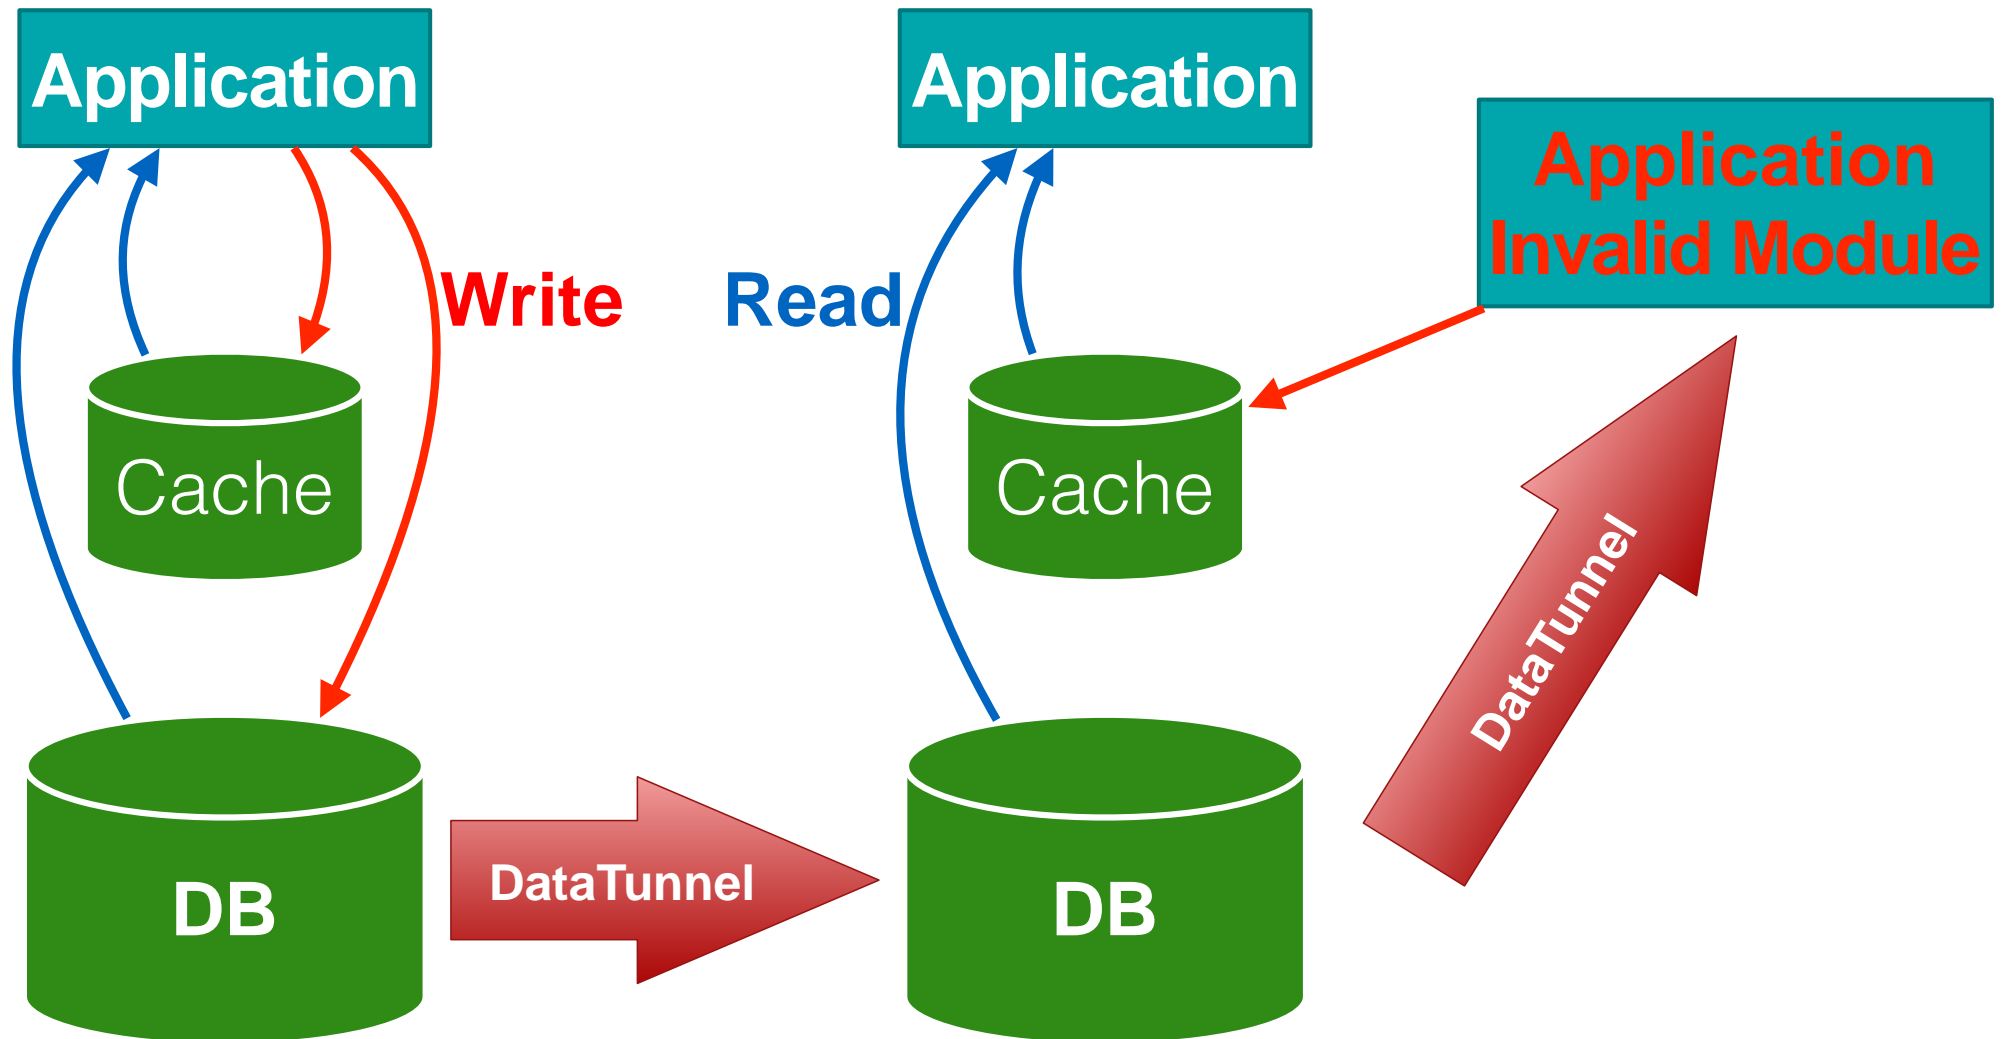 Application
Application
Application
Invalid Module
Write
Read
Cache
Cache
DataTunnel
DB
DataTunnel
DB